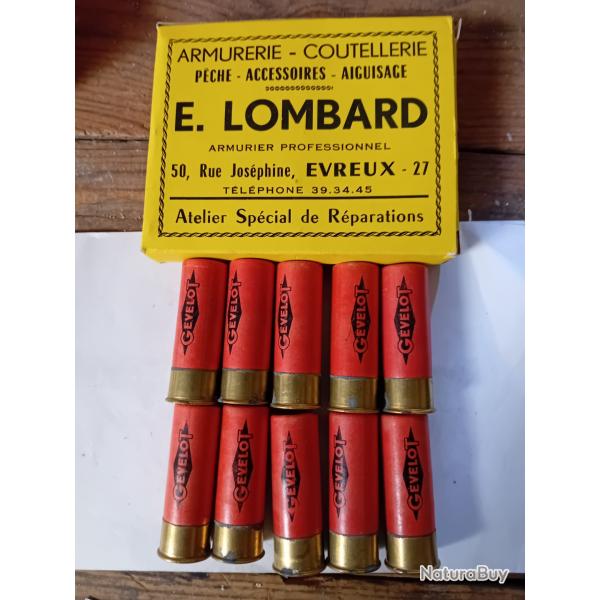 ARMURERIE - COUTELLERIE
PÊCHE - ACCESSOIRES - AIGUISAGE
E. LOMBARD
ARMURIER PROFESSIONNEL
50, Rue Joséphine, EVREUX - 27
TÉLÉPHONE 39.34.45
Atelier Spécial de Réparations
GEVELOT
GEVELOT
GEVELOT
GEVELOT
GEVELOT
GEVELOT
GEVELOT
GEVELOT
GEVELOT
GEVELOT
NaturaBuy